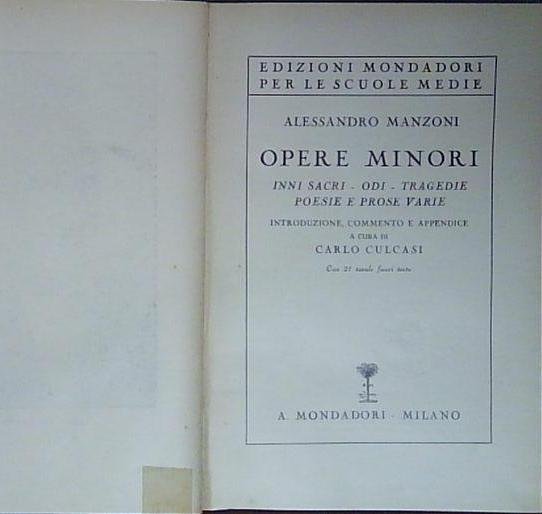 EDIZIONI MONDADORI
PER LE SCUOLE MEDIE
ALESSANDRO MANZONI
OPERE MINORI
INNI SACRI - ODI - TRAGEDIE
POESIE E PROSE VARIE
INTRODUZIONE, COMMENTO E APPENDICE
A CURA DI
CARLO CULCASI
Con 21 tavole fuori testo
A. MONDADORI - MILANO